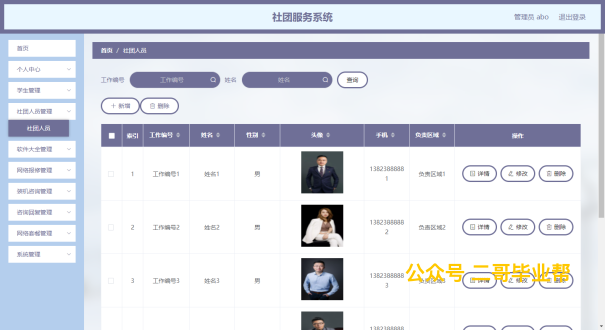 社团服务系统
管理员 abo 退出登录
首页
个人中心
学生管理
社团人员管理
社团人员
软件大全管理
网络报修管理
装机咨询管理
咨询回复管理
网络套餐管理
系统管理
首页 / 社团人员
工作编号 工作编号 姓名 姓名 查询
+ 新增 删除
索引 工作编号 姓名 性别 头像 手机 负责区域 操作
1 工作编号1 姓名1 男 13823888881 负责区域1 详情 修改 删除
2 工作编号2 姓名2 男 13823888882 负责区域2 详情 修改 删除
3 工作编号3 姓名3 男 13823888883 负责区域3 详情 修改 删除
公众号 二哥毕业帮